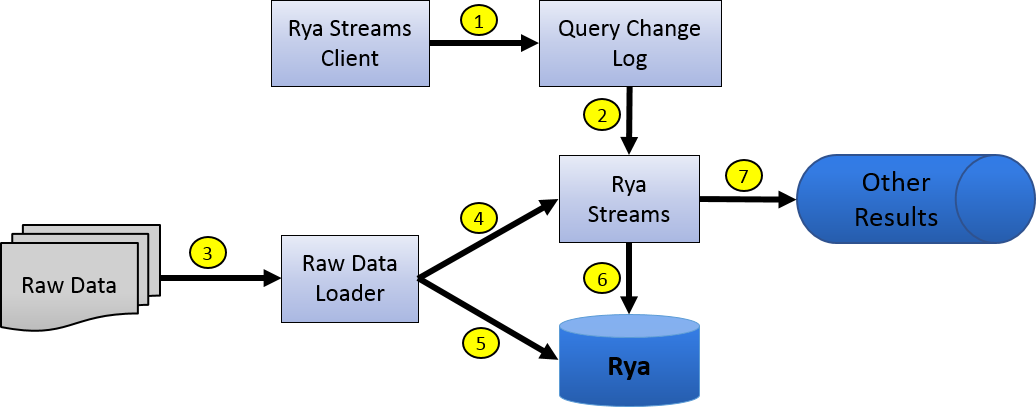 Rya Streams
Client
1
Query Change
Log
2
Rya
Streams
7
Other
Results
Raw Data
3
Raw Data
Loader
4
5
6
Rya